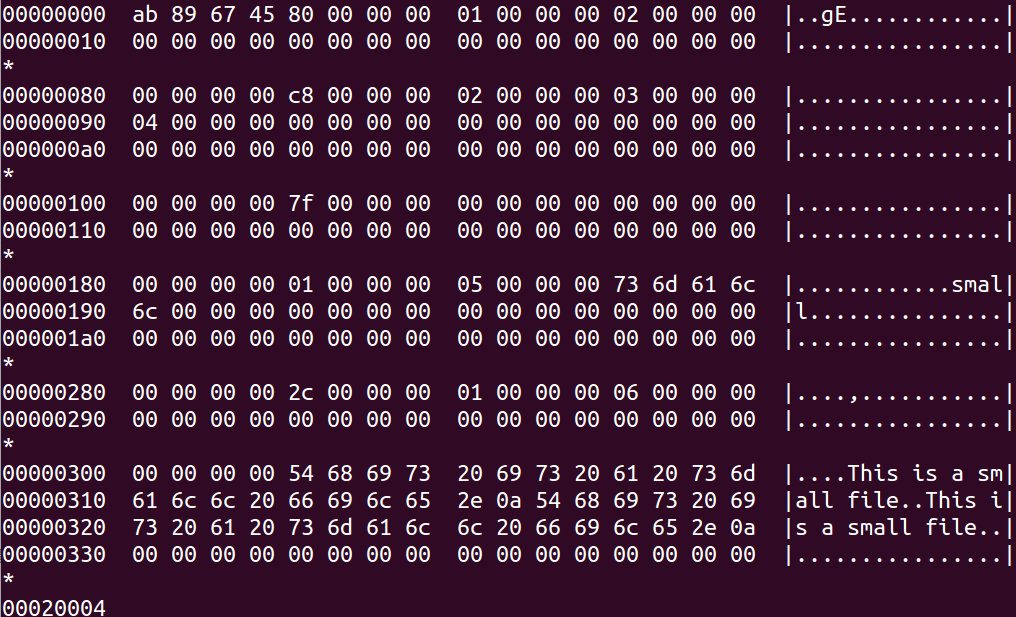 00000000  ab 89 67 45 80 00 00 00  01 00 00 00 02 00 00 00  |..gE............|
00000010  00 00 00 00 00 00 00 00  00 00 00 00 00 00 00 00  |................|
*
00000080  00 00 00 00 c8 00 00 00  02 00 00 00 03 00 00 00  |................|
00000090  04 00 00 00 00 00 00 00  00 00 00 00 00 00 00 00  |................|
000000a0  00 00 00 00 00 00 00 00  00 00 00 00 00 00 00 00  |................|
*
00000100  00 00 00 00 7f 00 00 00  00 00 00 00 00 00 00 00  |................|
00000110  00 00 00 00 00 00 00 00  00 00 00 00 00 00 00 00  |................|
*
00000180  00 00 00 00 01 00 00 00  05 00 00 00 73 6d 61 6c  |............smal|
00000190  6c 00 00 00 00 00 00 00  00 00 00 00 00 00 00 00  |l...............|
000001a0  00 00 00 00 00 00 00 00  00 00 00 00 00 00 00 00  |................|
*
00000280  00 00 00 00 2c 00 00 00  01 00 00 00 06 00 00 00  |....,...........|
00000290  00 00 00 00 00 00 00 00  00 00 00 00 00 00 00 00  |................|
*
00000300  00 00 00 00 54 68 69 73  20 69 73 20 61 20 73 6d  |....This is a sm|
00000310  61 6c 6c 20 66 69 6c 65  2e 0a 54 68 69 73 20 69  |all file..This i|
00000320  73 20 61 20 73 6d 61 6c  6c 20 66 69 6c 65 2e 0a  |s a small file..|
00000330  00 00 00 00 00 00 00 00  00 00 00 00 00 00 00 00  |................|
*
00020004